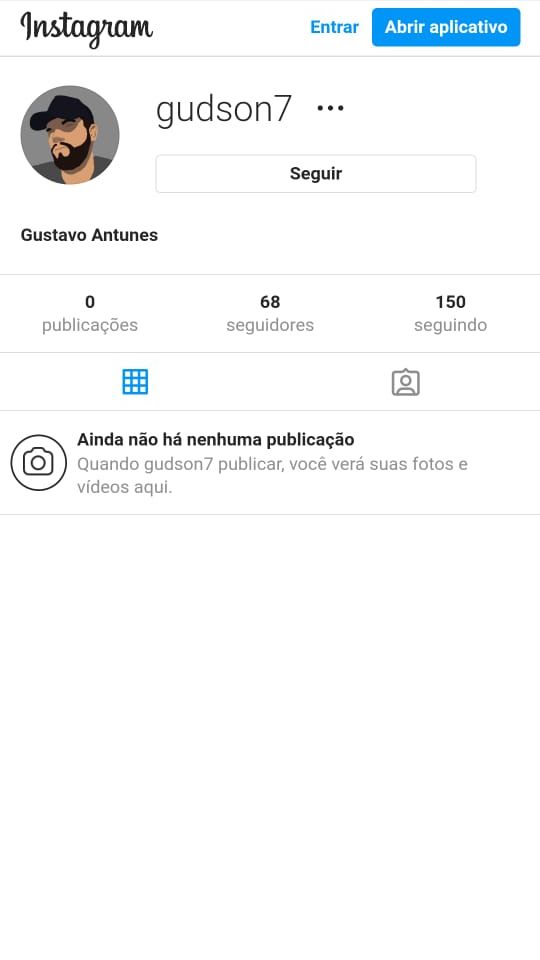 Instagram
Entrar
Abrir aplicativo
gudson7
Seguir
Gustavo Antunes
0
publicações
68
seguidores
150
seguindo
Ainda não há nenhuma publicação
Quando gudson7 publicar, você verá suas fotos e
vídeos aqui.